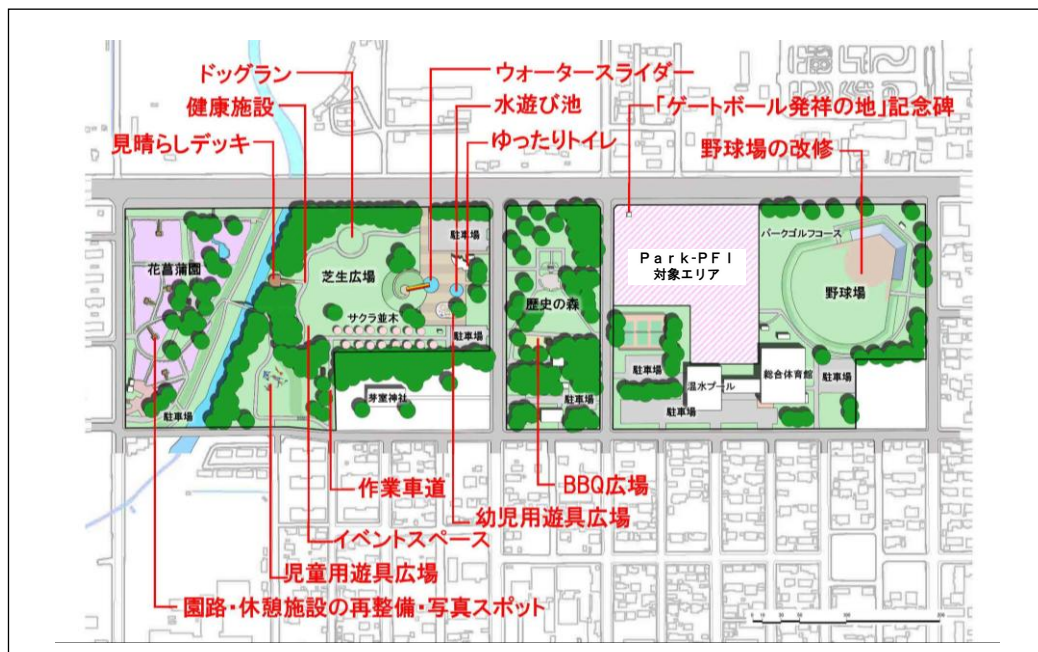 ドッグラン
ウォータースライダー
健康施設
水遊び池
「ゲートボール発祥の地」記念碑
見晴らしデッキ
ゆったりトイレ
野球場の改修
駐車場
パークゴルフコース
Park-PFI
対象エリア
花菖蒲園
芝生広場
歴史の森
野球場
サクラ並木
駐車場
駐車場
総合体育館
温水プール
駐車場
芽室神社
駐車場
駐車場
駐車場
駐車場
作業車道
BBQ広場
幼児用遊具広場
イベントスペース
児童用遊具広場
園路・休憩施設の再整備・写真スポット